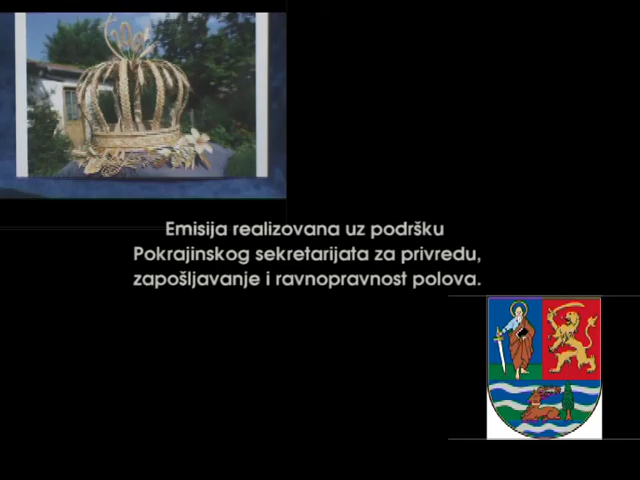 Emisija realizovana uz podršku
Pokrajinskog sekretarijata za privredu,
zapošljavanje i ravnopravnost polova.